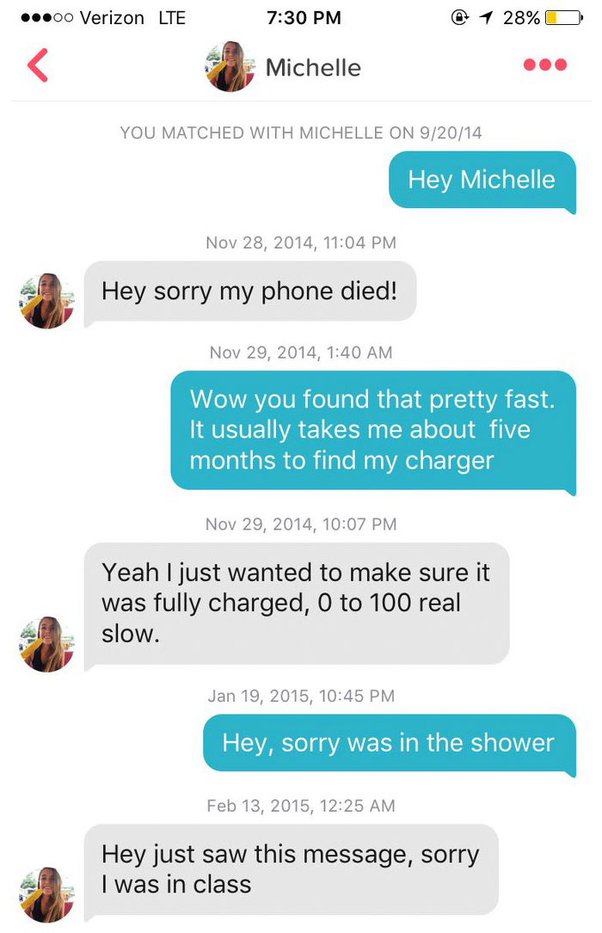 Verizon LTE 7:30 PM 28%
Michelle
YOU MATCHED WITH MICHELLE ON 9/20/14
Hey Michelle
Nov 28, 2014, 11:04 PM
Hey sorry my phone died!
Nov 29, 2014, 1:40 AM
Wow you found that pretty fast.
It usually takes me about five
months to find my charger
Nov 29, 2014, 10:07 PM
Yeah I just wanted to make sure it
was fully charged, 0 to 100 real
slow.
Jan 19, 2015, 10:45 PM
Hey, sorry was in the shower
Feb 13, 2015, 12:25 AM
Hey just saw this message, sorry
I was in class